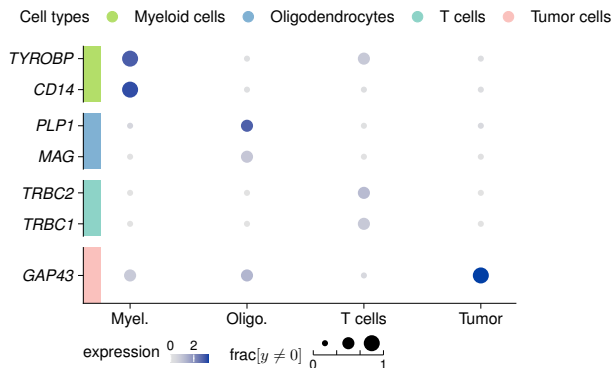 Cell types Myeloid cells Oligodendrocytes T cells Tumor cells
TYROBP
CD14
PLP1
MAG
TRBC2
TRBC1
GAP43
Myel. Oligo. T cells Tumor
expression 0 2
frac[y ≠ 0] 0 1